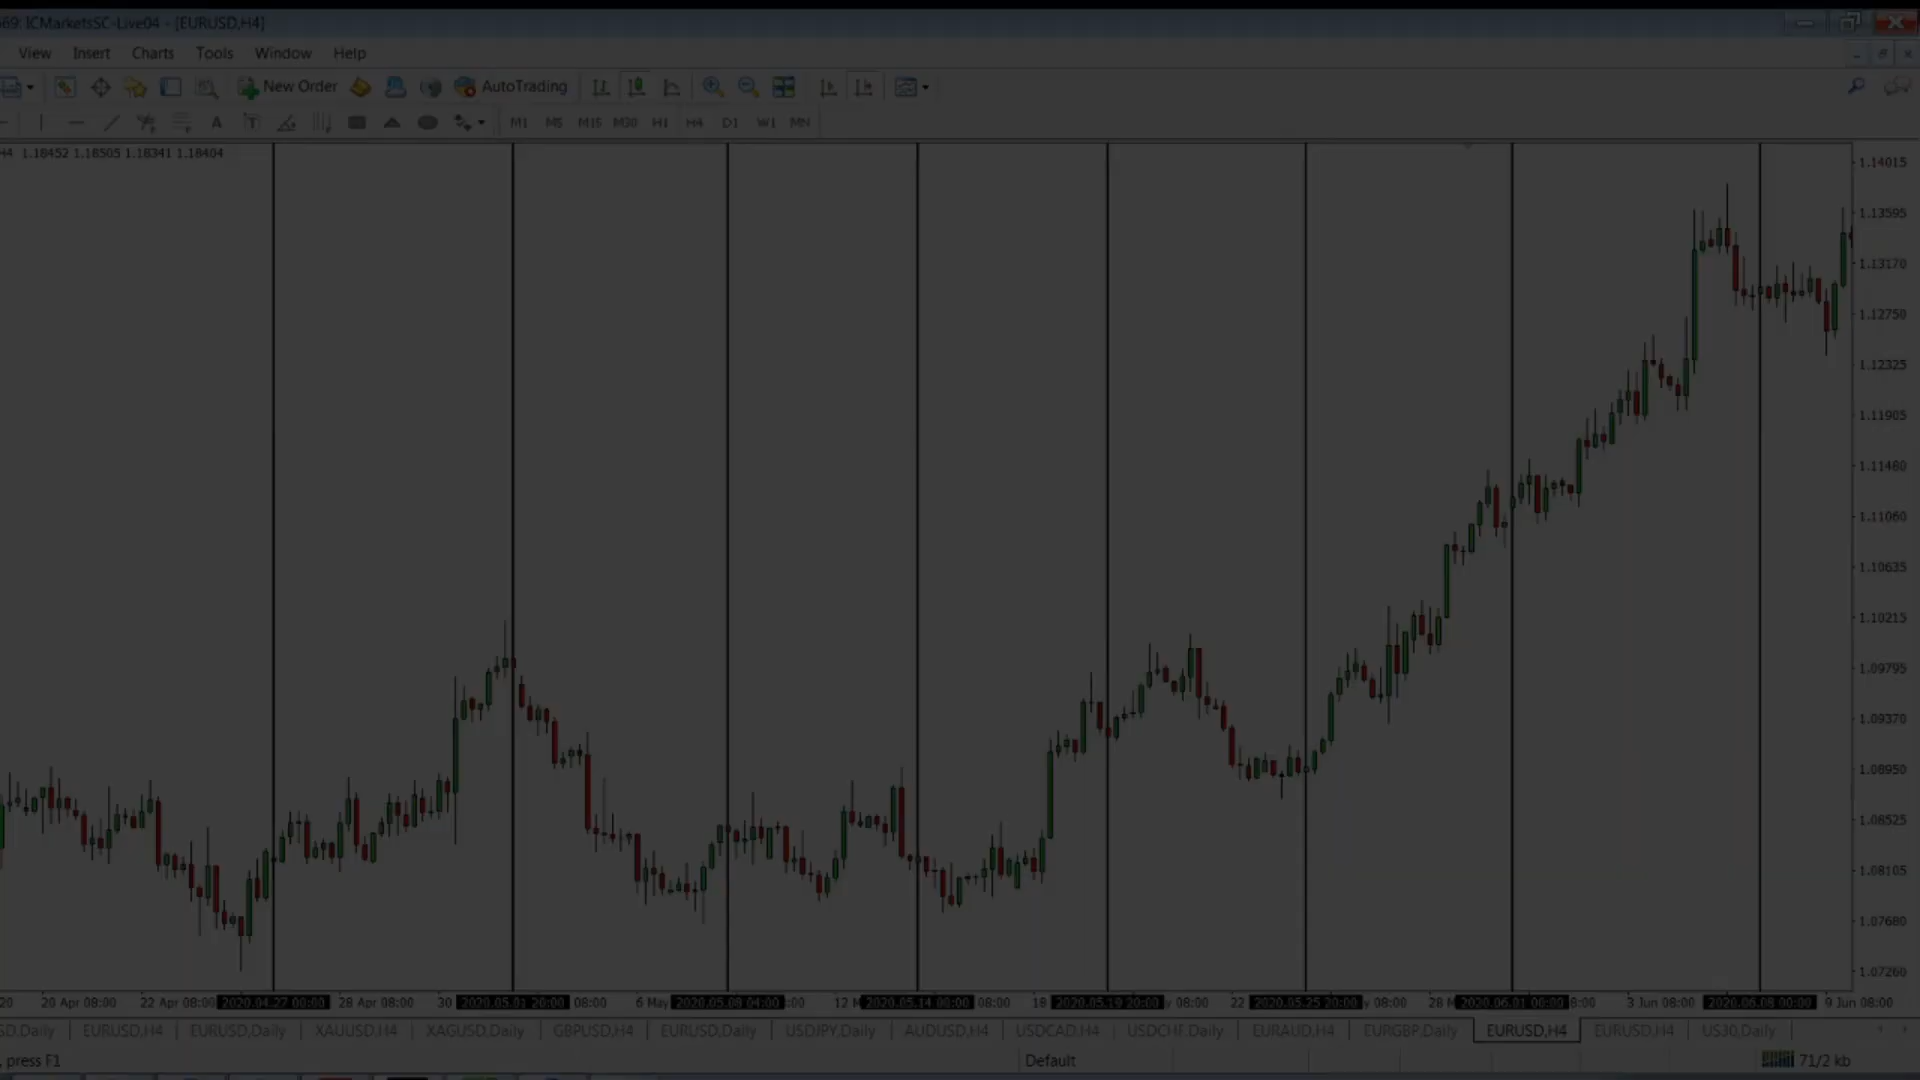 569: ICMarketsSC-Live04 - [EURUSD,H4]
View Insert Charts Tools Window Help
New Order AutoTrading
A T M1 M5 M15 M30 H1 H4 D1 W1 MN
H4 1.18452 1.18505 1.18341 1.18404
1.14015
1.13595
1.13170
1.12750
1.12325
1.11905
1.11480
1.11060
1.10635
1.10215
1.09795
1.09370
1.08950
1.08525
1.08105
1.07680
1.07260
20 20 Apr 08:00 22 Apr 08:00 2020.04.27 00:00 28 Apr 08:00 30 2020.05.01 20:00 08:00 6 May 2020.05.08 04:00 :00 12 M 2020.05.14 00:00 08:00 18 2020.05.19 20:00 y 08:00 22 2020.05.25 20:00 y 08:00 28 M 2020.06.01 00:00 8:00 3 Jun 08:00 2020.06.08 00:00 9 Jun 08:00
SD,Daily EURUSD,H4 EURUSD,Daily XAUUSD,H4 XAGUSD,Daily GBPUSD,H4 EURUSD,Daily USDJPY,Daily AUDUSD,H4 USDCAD,H4 USDCHF,Daily EURAUD,H4 EURGBP,Daily EURUSD,H4 EURUSD,H4 US30,Daily
, press F1 Default 71/2 kb